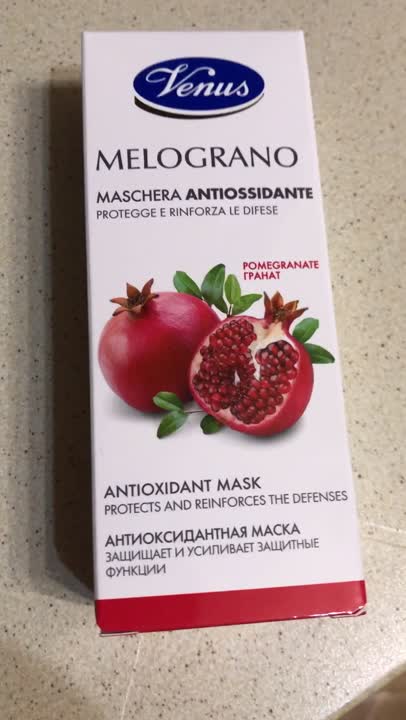 Venus
MELOGRANO
MASCHERA ANTIOSSIDANTE
PROTEGGE E RINFORZA LE DIFESE
POMEGRANATE
ГРАНАТ
ANTIOXIDANT MASK
PROTECTS AND REINFORCES THE DEFENSES
АНТИОКСИДАНТНАЯ МАСКА
ЗАЩИЩАЕТ И УСИЛИВАЕТ ЗАЩИТНЫЕ
ФУНКЦИИ